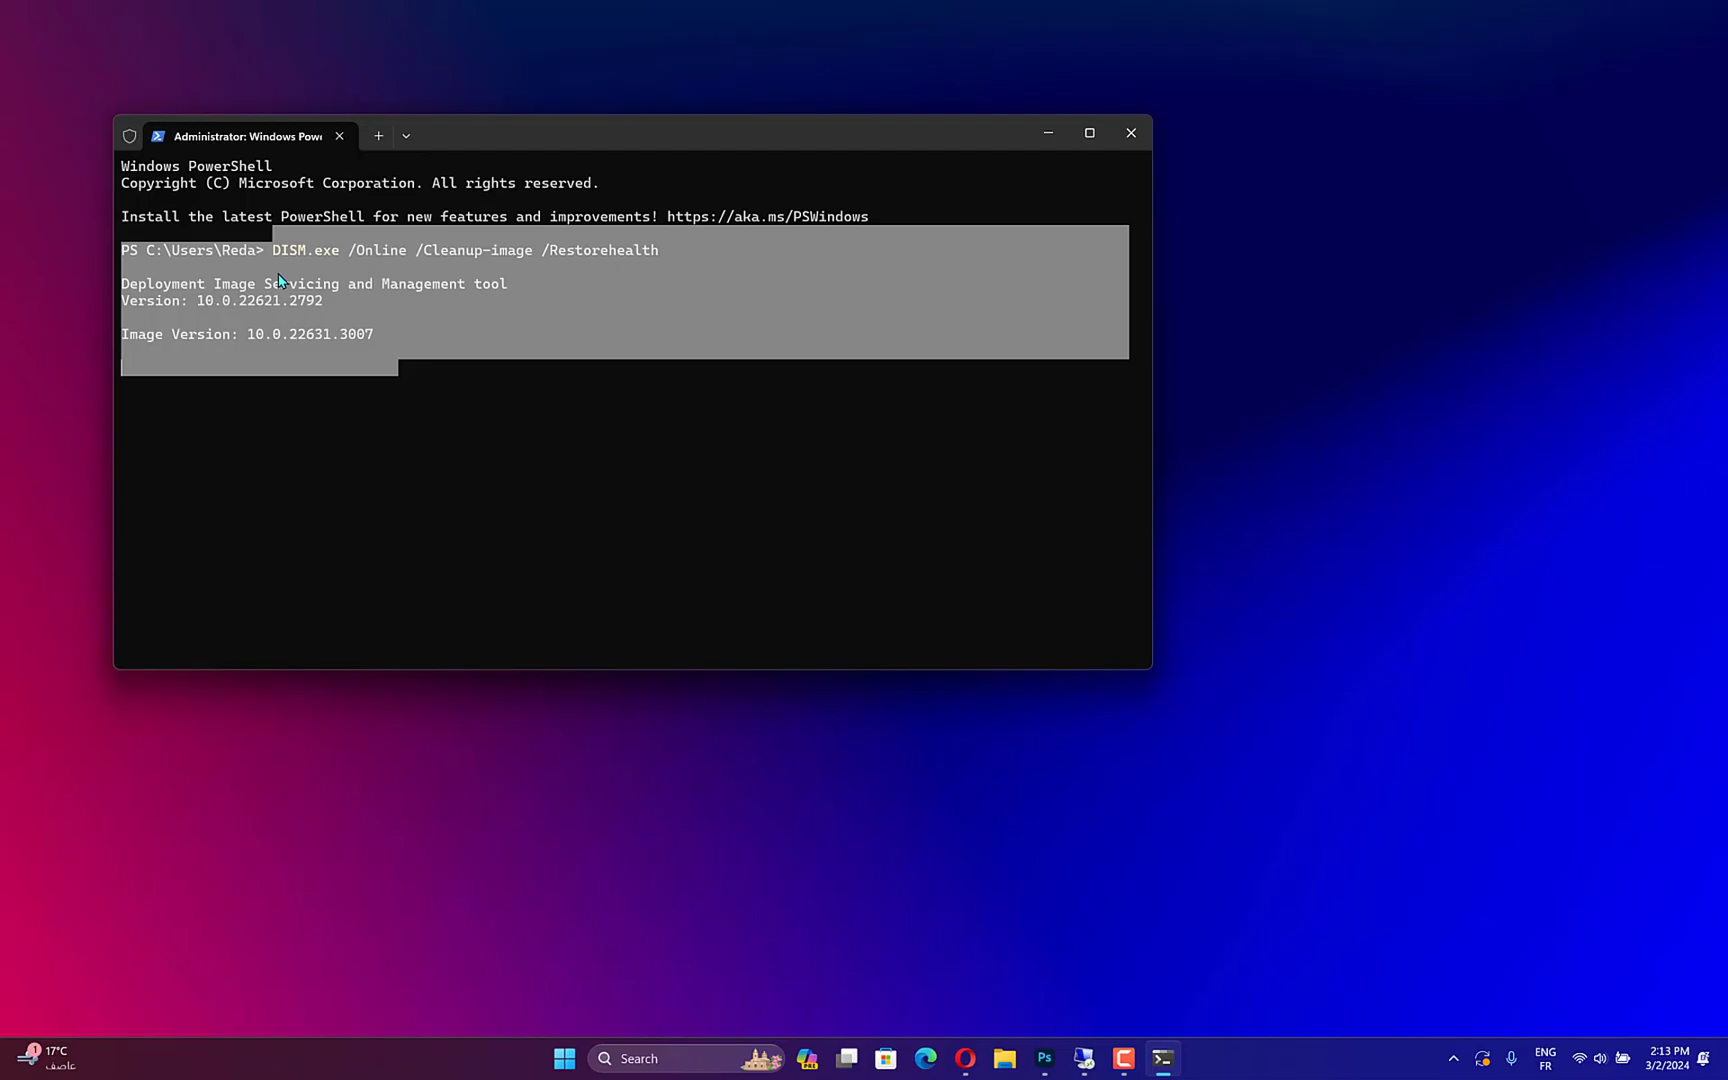 Administrator: Windows Powe
Windows PowerShell
Copyright (C) Microsoft Corporation. All rights reserved.
Install the latest PowerShell for new features and improvements! https://aka.ms/PSWindows
PS C:\Users\Reda> DISM.exe /Online /Cleanup-image /Restorehealth
Deployment Image Servicing and Management tool
Version: 10.0.22621.2792
Image Version: 10.0.22631.3007
1
17°C
عاصف
Search
PRE
Ps
ENG
FR
2:13 PM
3/2/2024